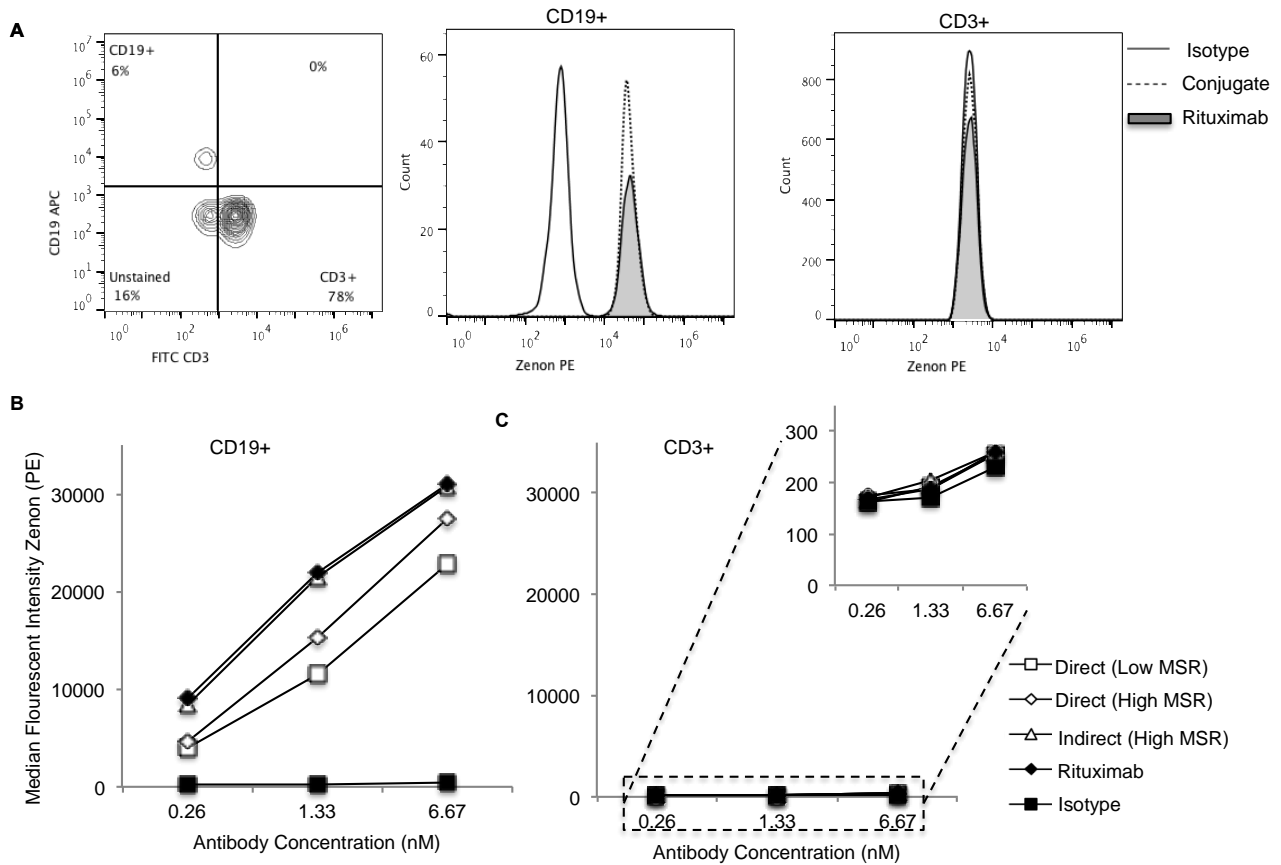 A
CD19+
6%
0%
Unstained
16%
CD3+
78%
10^7
10^6
10^5
10^4
10^3
10^2
10^1
10^0
CD19 APC
10^0
10^2
10^4
10^6
FITC CD3
CD19+
60
40
20
0
Count
10^0
10^2
10^4
10^6
Zenon PE
CD3+
800
600
400
200
0
Count
10^0
10^2
10^4
10^6
Zenon PE
Isotype
Conjugate
Rituximab
B
CD19+
30000
20000
10000
0
Median Flourescent Intensity Zenon (PE)
0.26 1.33 6.67
Antibody Concentration (nM)
C
CD3+
30000
20000
10000
0
0.26 1.33 6.67
Antibody Concentration (nM)
300
200
100
0
0.26 1.33 6.67
Direct (Low MSR)
Direct (High MSR)
Indirect (High MSR)
Rituximab
Isotype